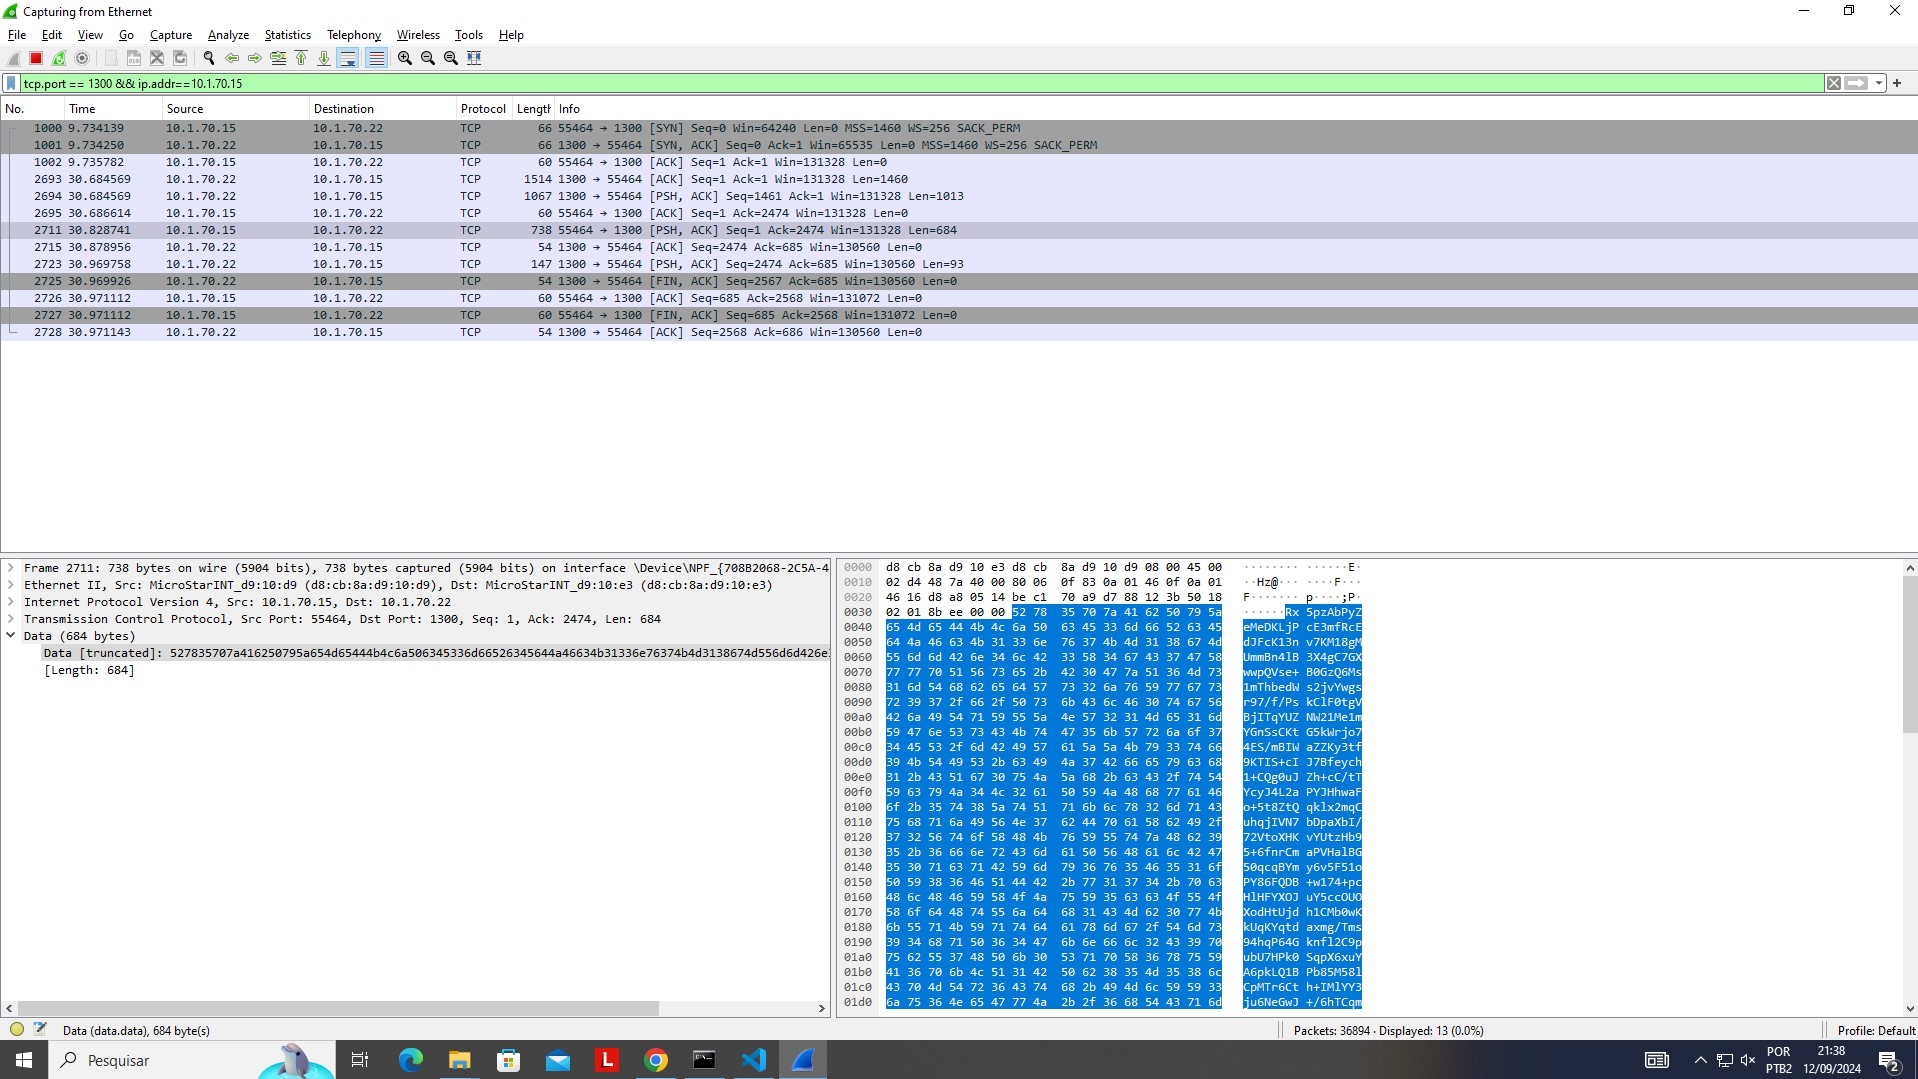 Capturing from Ethernet
File Edit View Go Capture Analyze Statistics Telephony Wireless Tools Help
tcp.port == 1300 && ip.addr==10.1.70.15
No. Time Source Destination Protocol Length Info
1000 9.734139 10.1.70.15 10.1.70.22 TCP 66 55464 → 1300 [SYN] Seq=0 Win=64240 Len=0 MSS=1460 WS=256 SACK_PERM
1001 9.734250 10.1.70.22 10.1.70.15 TCP 66 1300 → 55464 [SYN, ACK] Seq=0 Ack=1 Win=65535 Len=0 MSS=1460 WS=256 SACK_PERM
1002 9.735782 10.1.70.15 10.1.70.22 TCP 60 55464 → 1300 [ACK] Seq=1 Ack=1 Win=131328 Len=0
2693 30.684569 10.1.70.22 10.1.70.15 TCP 1514 1300 → 55464 [ACK] Seq=1 Ack=1 Win=131328 Len=1460
2694 30.684569 10.1.70.22 10.1.70.15 TCP 1067 1300 → 55464 [PSH, ACK] Seq=1461 Ack=1 Win=131328 Len=1013
2695 30.686614 10.1.70.15 10.1.70.22 TCP 60 55464 → 1300 [ACK] Seq=1 Ack=2474 Win=131328 Len=0
2711 30.828741 10.1.70.15 10.1.70.22 TCP 738 55464 → 1300 [PSH, ACK] Seq=1 Ack=2474 Win=131328 Len=684
2715 30.878956 10.1.70.22 10.1.70.15 TCP 54 1300 → 55464 [ACK] Seq=2474 Ack=685 Win=130560 Len=0
2723 30.969758 10.1.70.22 10.1.70.15 TCP 147 1300 → 55464 [PSH, ACK] Seq=2474 Ack=685 Win=130560 Len=93
2725 30.969926 10.1.70.22 10.1.70.15 TCP 54 1300 → 55464 [FIN, ACK] Seq=2567 Ack=685 Win=130560 Len=0
2726 30.971112 10.1.70.15 10.1.70.22 TCP 60 55464 → 1300 [ACK] Seq=685 Ack=2568 Win=131072 Len=0
2727 30.971112 10.1.70.15 10.1.70.22 TCP 60 55464 → 1300 [FIN, ACK] Seq=685 Ack=2568 Win=131072 Len=0
2728 30.971143 10.1.70.22 10.1.70.15 TCP 54 1300 → 55464 [ACK] Seq=2568 Ack=686 Win=130560 Len=0
Frame 2711: 738 bytes on wire (5904 bits), 738 bytes captured (5904 bits) on interface \Device\NPF_{708B2068-2C5A-4
Ethernet II, Src: MicroStarINT_d9:10:d9 (d8:cb:8a:d9:10:d9), Dst: MicroStarINT_d9:10:e3 (d8:cb:8a:d9:10:e3)
Internet Protocol Version 4, Src: 10.1.70.15, Dst: 10.1.70.22
Transmission Control Protocol, Src Port: 55464, Dst Port: 1300, Seq: 1, Ack: 2474, Len: 684
Data (684 bytes)
Data [truncated]: 527835707a416250795a654d65444b4c6a506345336d66526345644a46634b31336e76374b4d3138674d556d6d426e
[Length: 684]
0000 d8 cb 8a d9 10 e3 d8 cb 8a d9 10 d9 08 00 45 00 ········ ······E·
0010 02 d4 48 7a 40 00 80 06 0f 83 0a 01 46 0f 0a 01 ··Hz@··· ····F···
0020 46 16 d8 a8 05 14 be c1 70 a9 d7 88 12 3b 50 18 F······· p····;P·
0030 02 01 8b ee 00 00 52 78 35 70 7a 41 62 50 79 5a ······Rx 5pzAbPyZ
0040 65 4d 65 44 4b 4c 6a 50 63 45 33 6d 66 52 63 45 eMeDKLjP cE3mfRcE
0050 64 4a 46 63 4b 31 33 6e 76 37 4b 4d 31 38 67 4d dJFcK13n v7KM18gM
0060 55 6d 6d 42 6e 34 6c 42 33 58 34 67 43 37 47 58 UmmBn4lB 3X4gC7GX
0070 77 77 70 51 56 73 65 2b 42 30 47 7a 51 36 4d 73 wwpQVse+ B0GzQ6Ms
0080 31 6d 54 68 62 65 64 57 73 32 6a 76 59 77 67 73 1mThbedW s2jvYwgs
0090 72 39 37 2f 66 2f 50 73 6b 43 6c 46 30 74 67 56 r97/f/Ps kClF0tgV
00a0 42 6a 49 54 71 59 55 5a 4e 57 32 31 4d 65 31 6d BjITqYUZ NW21Me1m
00b0 59 47 6e 53 73 43 4b 74 47 35 6b 57 72 6a 6f 37 YGnSsCKt G5kWrjo7
00c0 34 45 53 2f 6d 42 49 57 61 5a 5a 4b 79 33 74 66 4ES/mBIW aZZKy3tf
00d0 39 4b 54 49 53 2b 63 49 4a 37 42 66 65 79 63 68 9KTIS+cI J7Bfeych
00e0 31 2b 43 51 67 30 75 4a 5a 68 2b 63 43 2f 74 54 1+CQg0uJ Zh+cC/tT
00f0 59 63 79 4a 34 4c 32 61 50 59 4a 48 68 77 61 46 YcyJ4L2a PYJHhwaF
0100 6f 2b 35 74 38 5a 74 51 71 6b 6c 78 32 6d 71 43 o+5t8ZtQ qklx2mqC
0110 75 68 71 6a 49 56 4e 37 62 44 70 61 58 62 49 2f uhqjIVN7 bDpaXbI/
0120 37 32 56 74 6f 58 48 4b 76 59 55 74 7a 48 62 39 72VtoXHK vYUtzHb9
0130 35 2b 36 66 6e 72 43 6d 61 50 56 48 61 6c 42 47 5+6fnrCm aPVHalBG
0140 35 30 71 63 71 42 59 6d 79 36 76 35 46 35 31 6f 50qcqBYm y6v5F51o
0150 50 59 38 36 46 51 44 42 2b 77 31 37 34 2b 70 63 PY86FQDB +w174+pc
0160 48 6c 48 46 59 58 4f 4a 75 59 35 63 63 4f 55 4f HlHFYXOJ uY5ccOUO
0170 58 6f 64 48 74 55 6a 64 68 31 43 4d 62 30 77 4b XodHtUjd h1CMb0wK
0180 6b 55 71 4b 59 71 74 64 61 78 6d 67 2f 54 6d 73 kUqKYqtd axmg/Tms
0190 39 34 68 71 50 36 34 47 6b 6e 66 6c 32 43 39 70 94hqP64G knfl2C9p
01a0 75 62 55 37 48 50 6b 30 53 71 70 58 36 78 75 59 ubU7HPk0 SqpX6xuY
01b0 41 36 70 6b 4c 51 31 42 50 62 38 35 4d 35 38 6c A6pkLQ1B Pb85M58l
01c0 43 70 4d 54 72 36 43 74 68 2b 49 4d 6c 59 59 33 CpMTr6Ct h+IMlYY3
01d0 6a 75 36 4e 65 47 77 4a 2b 2f 36 68 54 43 71 6d ju6NeGwJ +/6hTCqm
Data (data.data), 684 byte(s) Packets: 36894 · Displayed: 13 (0.0%) Profile: Default
Pesquisar L POR 21:38
PTB2 12/09/2024 2